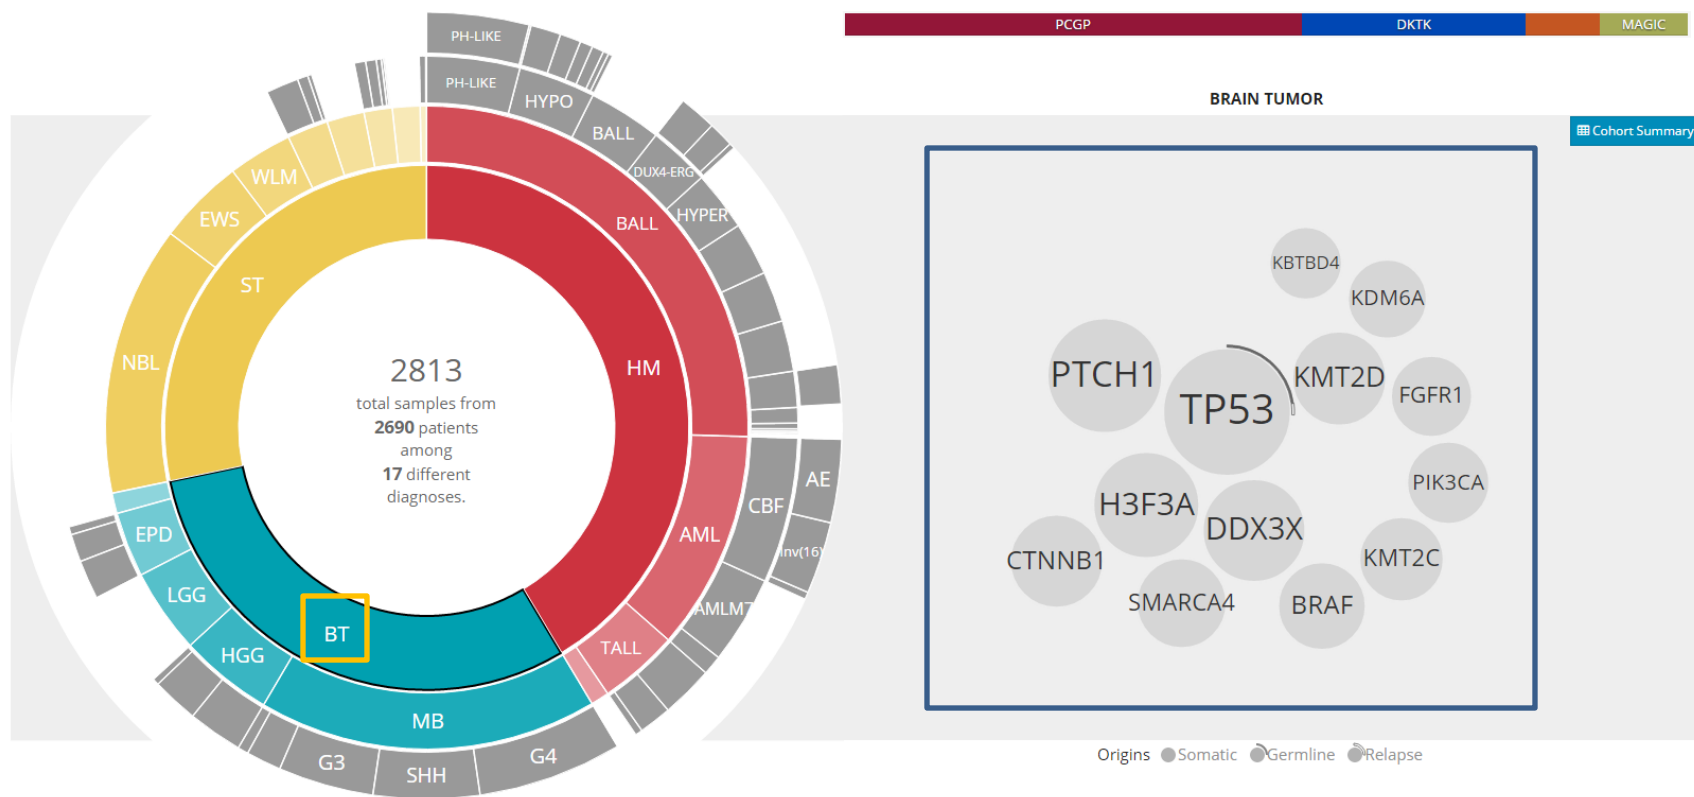 PH-LIKE
PH-LIKE
HYPO
BALL
DUX4-ERG
HYPER
WLM
EWS
BALL
ST
NBL
HM
2813
total samples from
2690 patients
among
17 different
diagnoses.
AE
CBF
AML
Inv(16)
EPD
LGG
AMLM7
BT
TALL
HGG
MB
G3
SHH
G4
PCGP
DKTK
MAGIC
BRAIN TUMOR
Cohort Summary
KBTBD4
KDM6A
PTCH1
KMT2D
TP53
FGFR1
PIK3CA
H3F3A
DDX3X
CTNNB1
KMT2C
SMARCA4
BRAF
Origins Somatic Germline Relapse